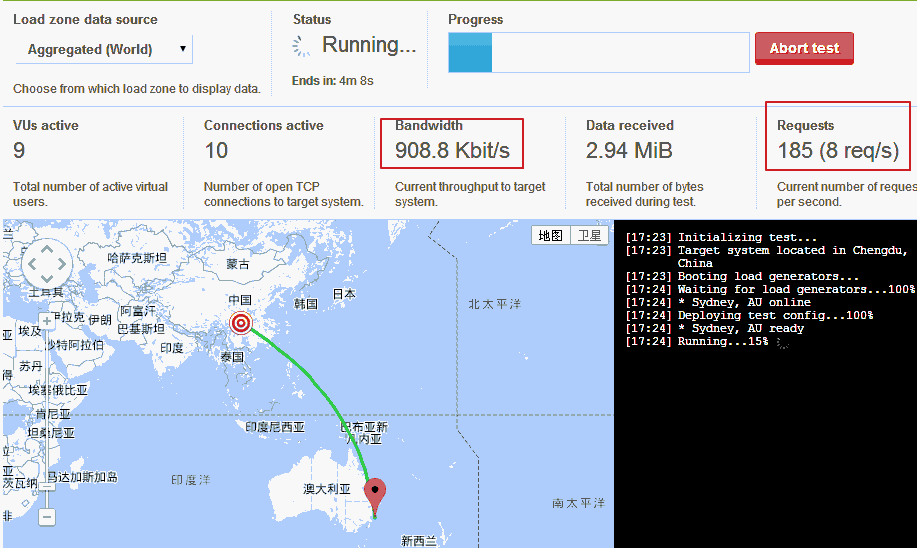 Load zone data source
Status
Progress
Aggregated (World)
Running...
Abort test
Choose from which load zone to display data.
Ends in: 4m 8s
VUs active
Connections active
Bandwidth
Data received
Requests
9
10
908.8 Kbit/s
2.94 MiB
185 (8 req/s)
Total number of active virtual
users.
Number of open TCP
connections to target system.
Current throughput to target
system.
Total number of bytes
received during test.
Current number of reque
per second.
地图
卫星
兰
哈萨克斯坦
蒙古
土耳其
中国
韩国
日本
北太平洋
伊拉克
伊朗
阿富汗
巴基斯坦
埃及
沙特阿拉伯
印度
泰国
苏丹
埃塞俄比亚
肯尼亚
坦桑尼亚
印度尼西亚
巴布亚新
几内亚
马达加斯加岛
茨瓦纳
印度洋
澳大利亚
南太平洋
非
新西兰
[17:23] Initializing test...
[17:23] Target system located in Chengdu,
China
[17:23] Booting load generators...
[17:24] Waiting for load generators...100%
[17:24] * Sydney, AU online
[17:24] Deploying test config...100%
[17:24] * Sydney, AU ready
[17:24] Running...15%